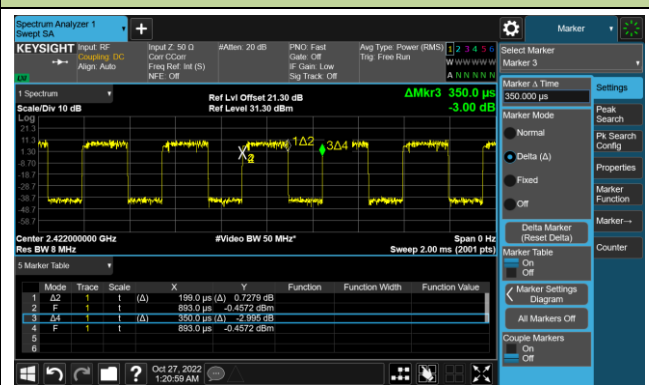 Spectrum Analyzer 1
Swept SA
+
Marker
KEYSIGHT
Input: RF
Coupling: DC
Align: Auto
Input Z: 50 Ω
Corr CCorr
Freq Ref: Int (S)
NFE: Off
#Atten: 20 dB
PNO: Fast
Gate: Off
IF Gain: Low
Sig Track: Off
Avg Type: Power (RMS)
Trig: Free Run
1 2 3 4 5 6
W W W W W W
A N N N N N
Select Marker
Marker 3
1 Spectrum
Scale/Div 10 dB
Ref Lvl Offset 21.30 dB
Ref Level 31.30 dBm
ΔMkr3 350.0 µs
-3.00 dB
Log
21.3
11.3
1.30
-8.70
-18.7
-28.7
-38.7
-48.7
-58.7
1Δ2
3Δ4
Center 2.422000000 GHz
Res BW 8 MHz
#Video BW 50 MHz*
Span 0 Hz
Sweep 2.00 ms (2001 pts)
5 Marker Table
Mode Trace Scale X Y Function Function Width Function Value
1 Δ2 1 t (Δ) 199.0 µs (Δ) 0.7279 dB
2 F 1 t 893.0 µs -0.4572 dBm
3 Δ4 1 t (Δ) 350.0 µs (Δ) -2.995 dB
4 F 1 t 893.0 µs -0.4572 dBm
5
6
Marker Δ Time
350.000 µs
Marker Mode
Normal
Delta (Δ)
Fixed
Off
Delta Marker
(Reset Delta)
Marker Table
On
Off
Marker Settings
Diagram
All Markers Off
Couple Markers
On
Off
Settings
Peak
Search
Pk Search
Config
Properties
Marker
Function
Marker→
Counter
?
Oct 27, 2022
1:20:59 AM